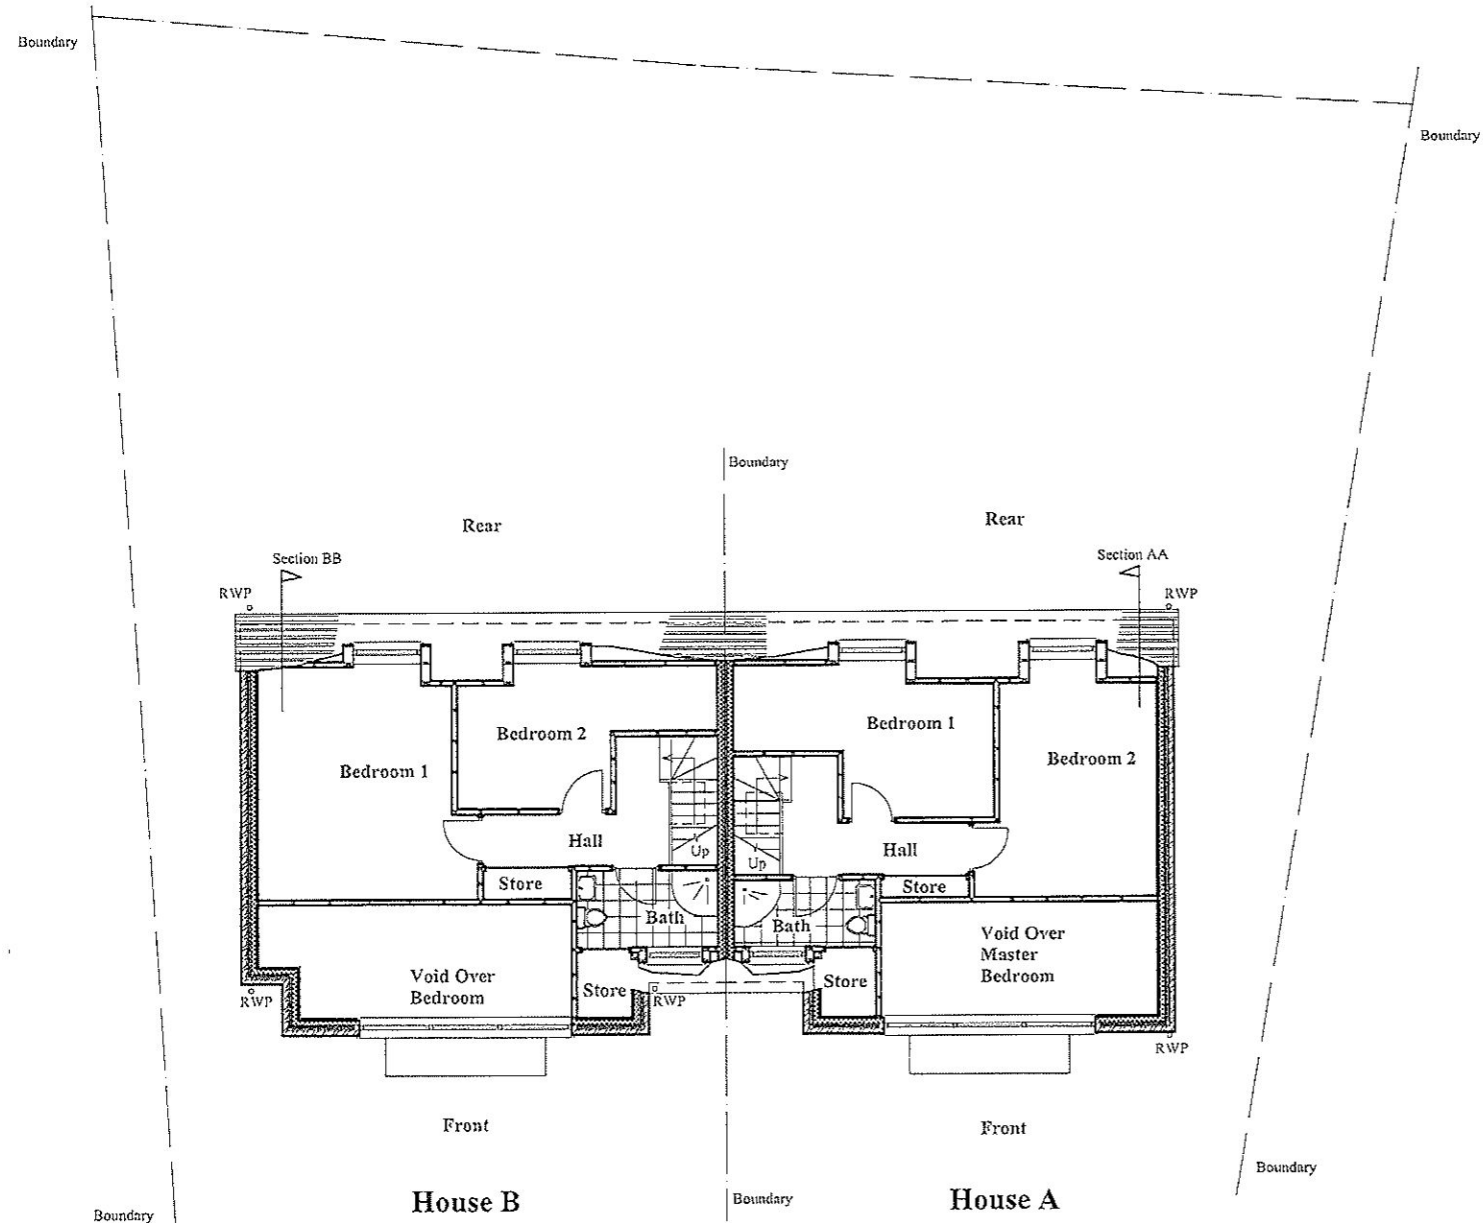 Boundary
Boundary
Boundary
Rear
Rear
Section BB
Section AA
RWP
RWP
Bedroom 2
Bedroom 1
Bedroom 1
Bedroom 2
Hall
Up
Up
Hall
Store
Store
Bath
Bath
Void Over
Bedroom
Void Over
Master
Bedroom
Store
Store
RWP
RWP
RWP
Front
Front
Boundary
House B
Boundary
House A
Boundary